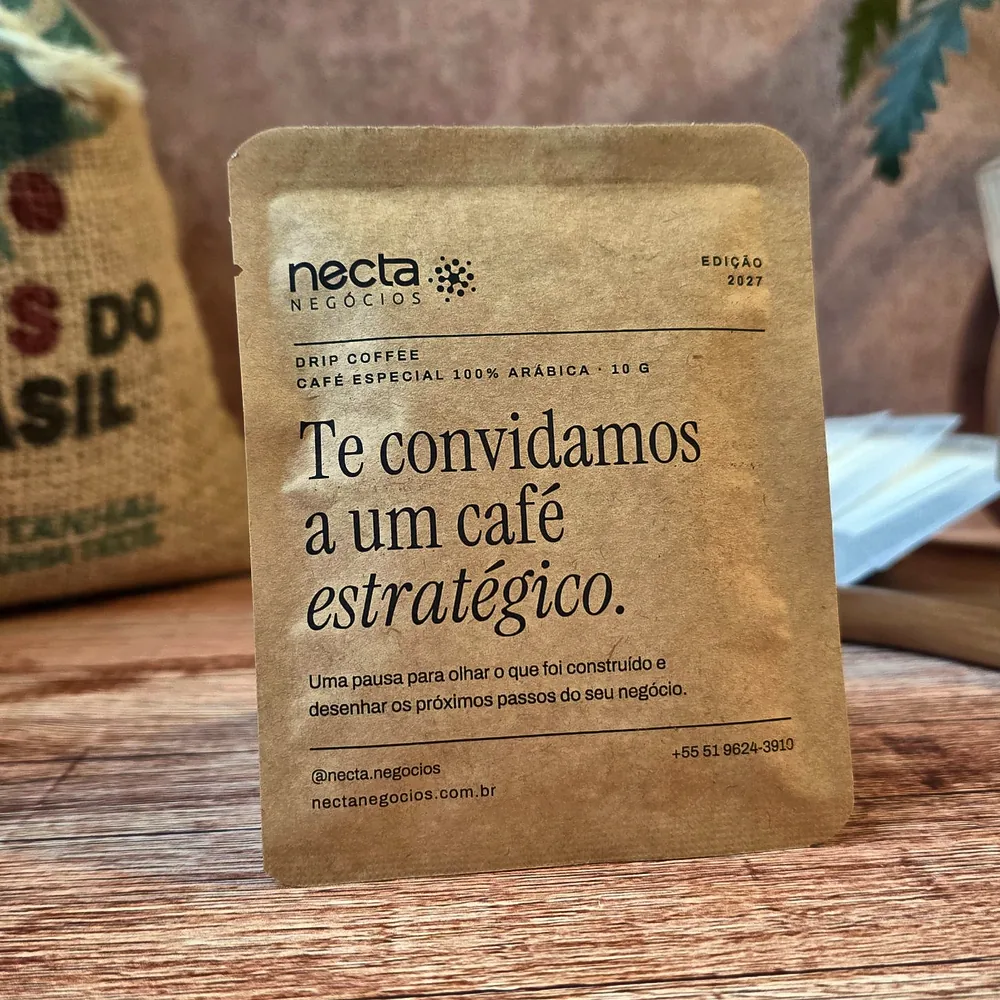 necta
NEGÓCIOS
EDIÇÃO
2027
DRIP COFFEE
CAFÉ ESPECIAL 100% ARÁBICA · 10 G
Te convidamos
a um café
estratégico.
Uma pausa para olhar o que foi construído e
desenhar os próximos passos do seu negócio.
@necta.negocios
nectanegocios.com.br
+55 51 9624-3910
S DO
ASIL